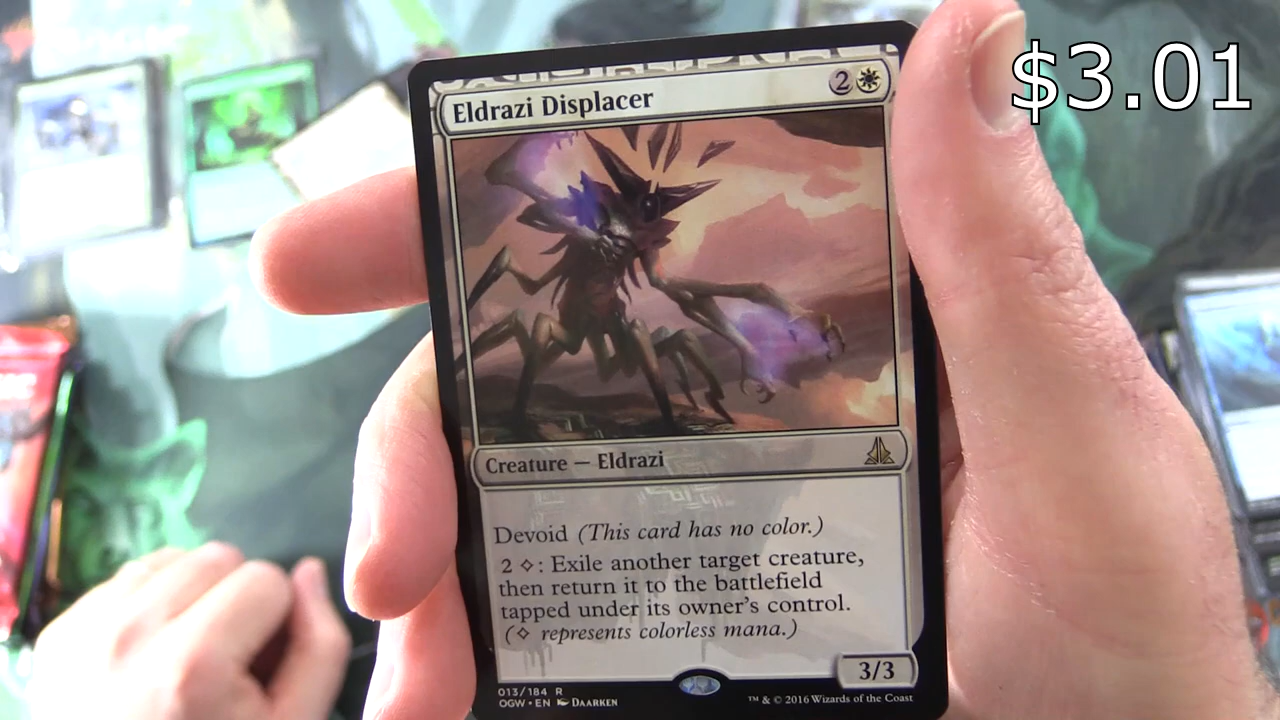 $3.01
Eldrazi Displacer
2
Creature — Eldrazi
Devoid (This card has no color.)
2 ◇: Exile another target creature,
then return it to the battlefield
tapped under its owner's control.
(◇ represents colorless mana.)
3/3
013/184 R
OGW • EN DAARKEN
™ & © 2016 Wizards of the Coast